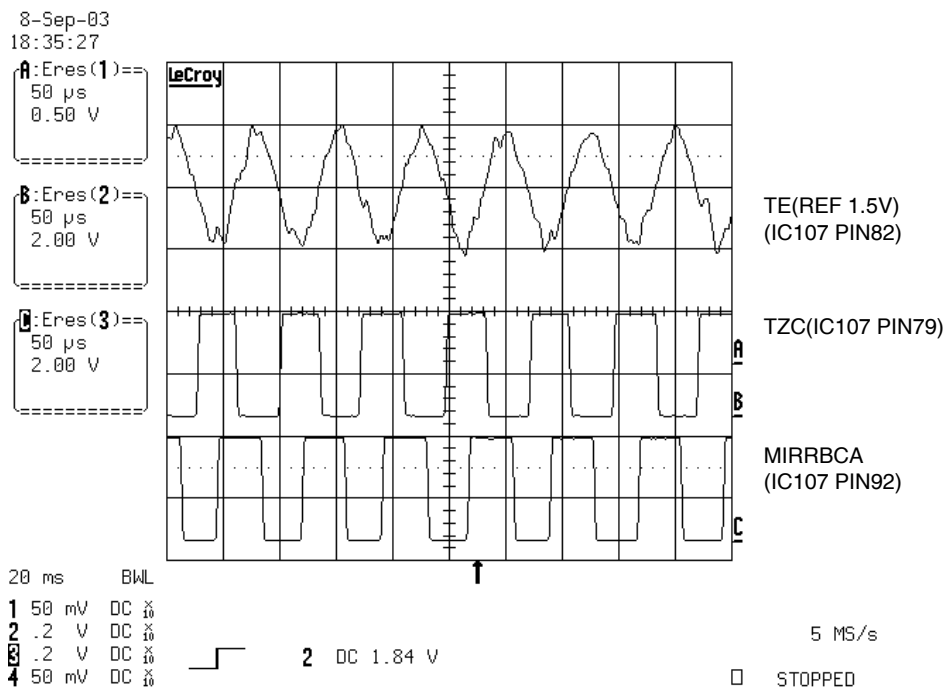 8-Sep-03
18:35:27
A:Eres(1)==
50 µs
0.50 V
LeCroy
B:Eres(2)==
50 µs
2.00 V
TE(REF 1.5V)
(IC107 PIN82)
C:Eres(3)==
50 µs
2.00 V
TZC(IC107 PIN79)
A
B
MIRRBCA
(IC107 PIN92)
C
20 ms BWL
1 50 mV DC X10
2 .2 V DC X10
3 .2 V DC X10
4 50 mV DC X10
2 DC 1.84 V
5 MS/s
STOPPED